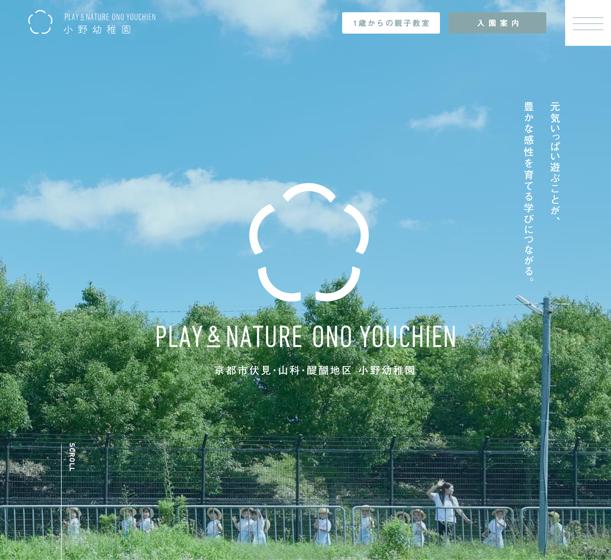 PLAY & NATURE ONO YOUCHIEN
小野幼稚園
1歳からの親子教室
入園案内
元気いっぱい遊ぶことが、
豊かな感性を育てる学びにつながる。
PLAY & NATURE ONO YOUCHIEN
京都市伏見・山科・醍醐地区 小野幼稚園
SCROLL